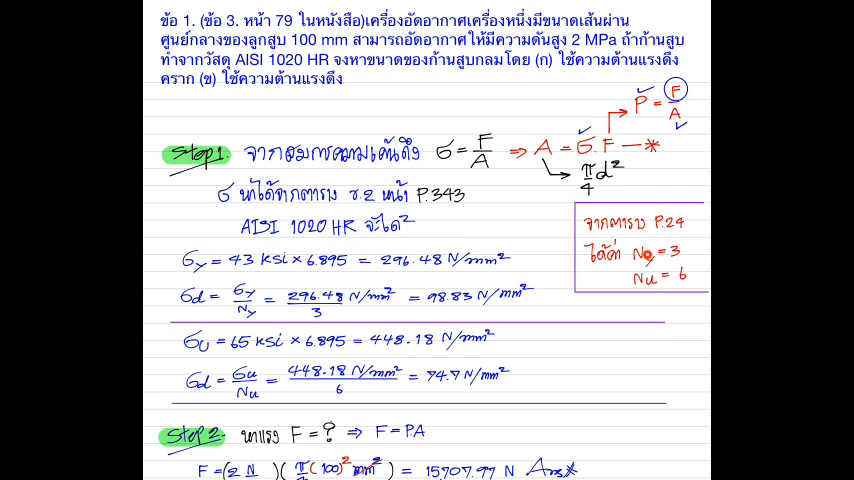 ข้อ 1. (ข้อ 3. หน้า 79 ในหนังสือ)เครื่องอัดอากาศเครื่องหนึ่งมีขนาดเส้นผ่าน
ศูนย์กลางของลูกสูบ 100 mm สามารถอัดอากาศให้มีความดันสูง 2 MPa ถ้าก้านสูบ
ทำจากวัสดุ AISI 1020 HR จงหาขนาดของก้านสูบกลมโดย (ก) ใช้ความต้านแรงดึง
คราก (ข) ใช้ความต้านแรงดึง
P = F/A
Step 1. จากสมการความเค้นดึง σ = F/A ⇒ A = σ.F —*
π/4 d²
σ หาได้จากตาราง ช.2 หน้า P.343
AISI 1020 HR จะได้
จากตาราง P.24
ได้ค่า Ny = 3
Nu = 6
σy = 43 ksi × 6.895 = 296.48 N/mm²
σd = σy/Ny = 296.48 N/mm²/3 = 98.83 N/mm²
σU = 65 ksi × 6.895 = 448.18 N/mm²
σd = σu/Nu = 448.18 N/mm²/6 = 74.7 N/mm²
Step 2. หาแรง F = ? ⇒ F = PA
F = (2 N)(π (100)² mm²) = 15,707.97 N Ans*